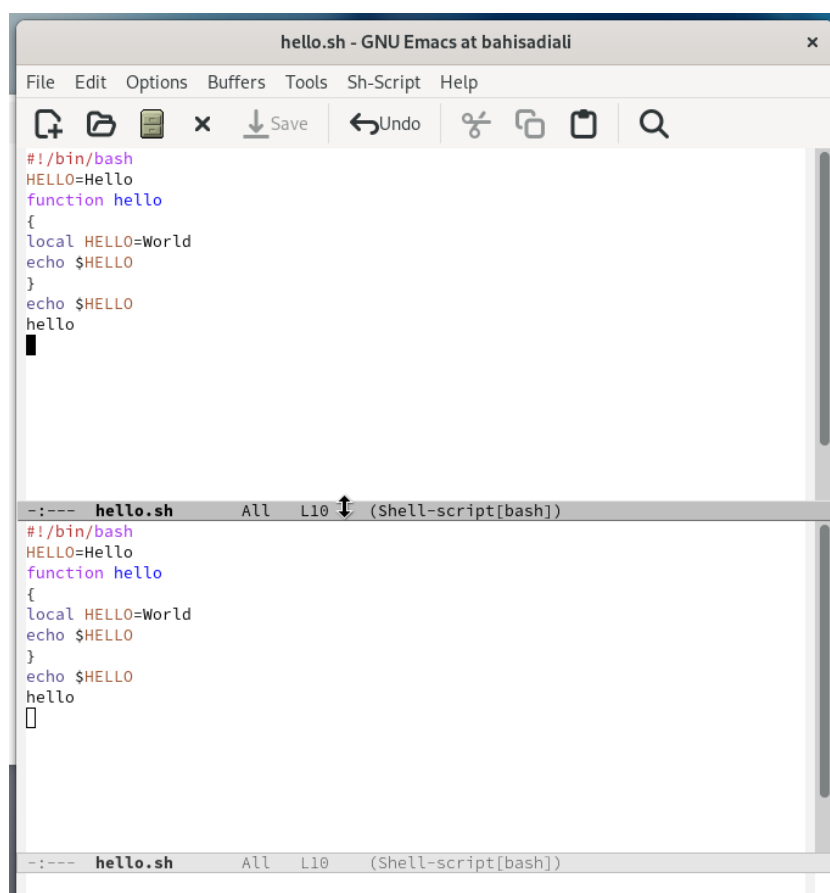 hello.sh - GNU Emacs at bahisadiali ×
File Edit Options Buffers Tools Sh-Script Help
Save Undo
#!/bin/bash
HELLO=Hello
function hello
{
local HELLO=World
echo $HELLO
}
echo $HELLO
hello
-:--- hello.sh All L10 (Shell-script[bash])
#!/bin/bash
HELLO=Hello
function hello
{
local HELLO=World
echo $HELLO
}
echo $HELLO
hello
-:--- hello.sh All L10 (Shell-script[bash])